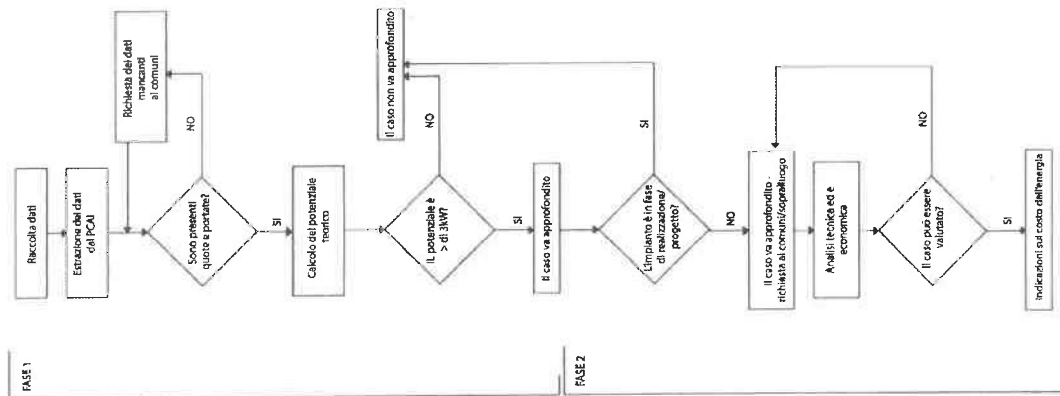 FASE 1
Raccolta dati
Estrazione dei dati
dal PCAI
Richiesta dei dati
mancanti
ai comuni
NO
Sono presenti
quote e portate?
SI
Calcolo del potenziale
teorico
IL potenziale è
> di 3kW?
NO
Il caso non va approfondito
SI
Il caso va approfondito
FASE 2
L'impianto è in fase
di realizzazione/
progetto?
SI
NO
Il caso va approfondito -
richiesta ai comuni/sopralluogo
Analisi tecnica ed e
economica
Il caso può essere
valutato?
NO
SI
Indicazioni sul costo dell'energia